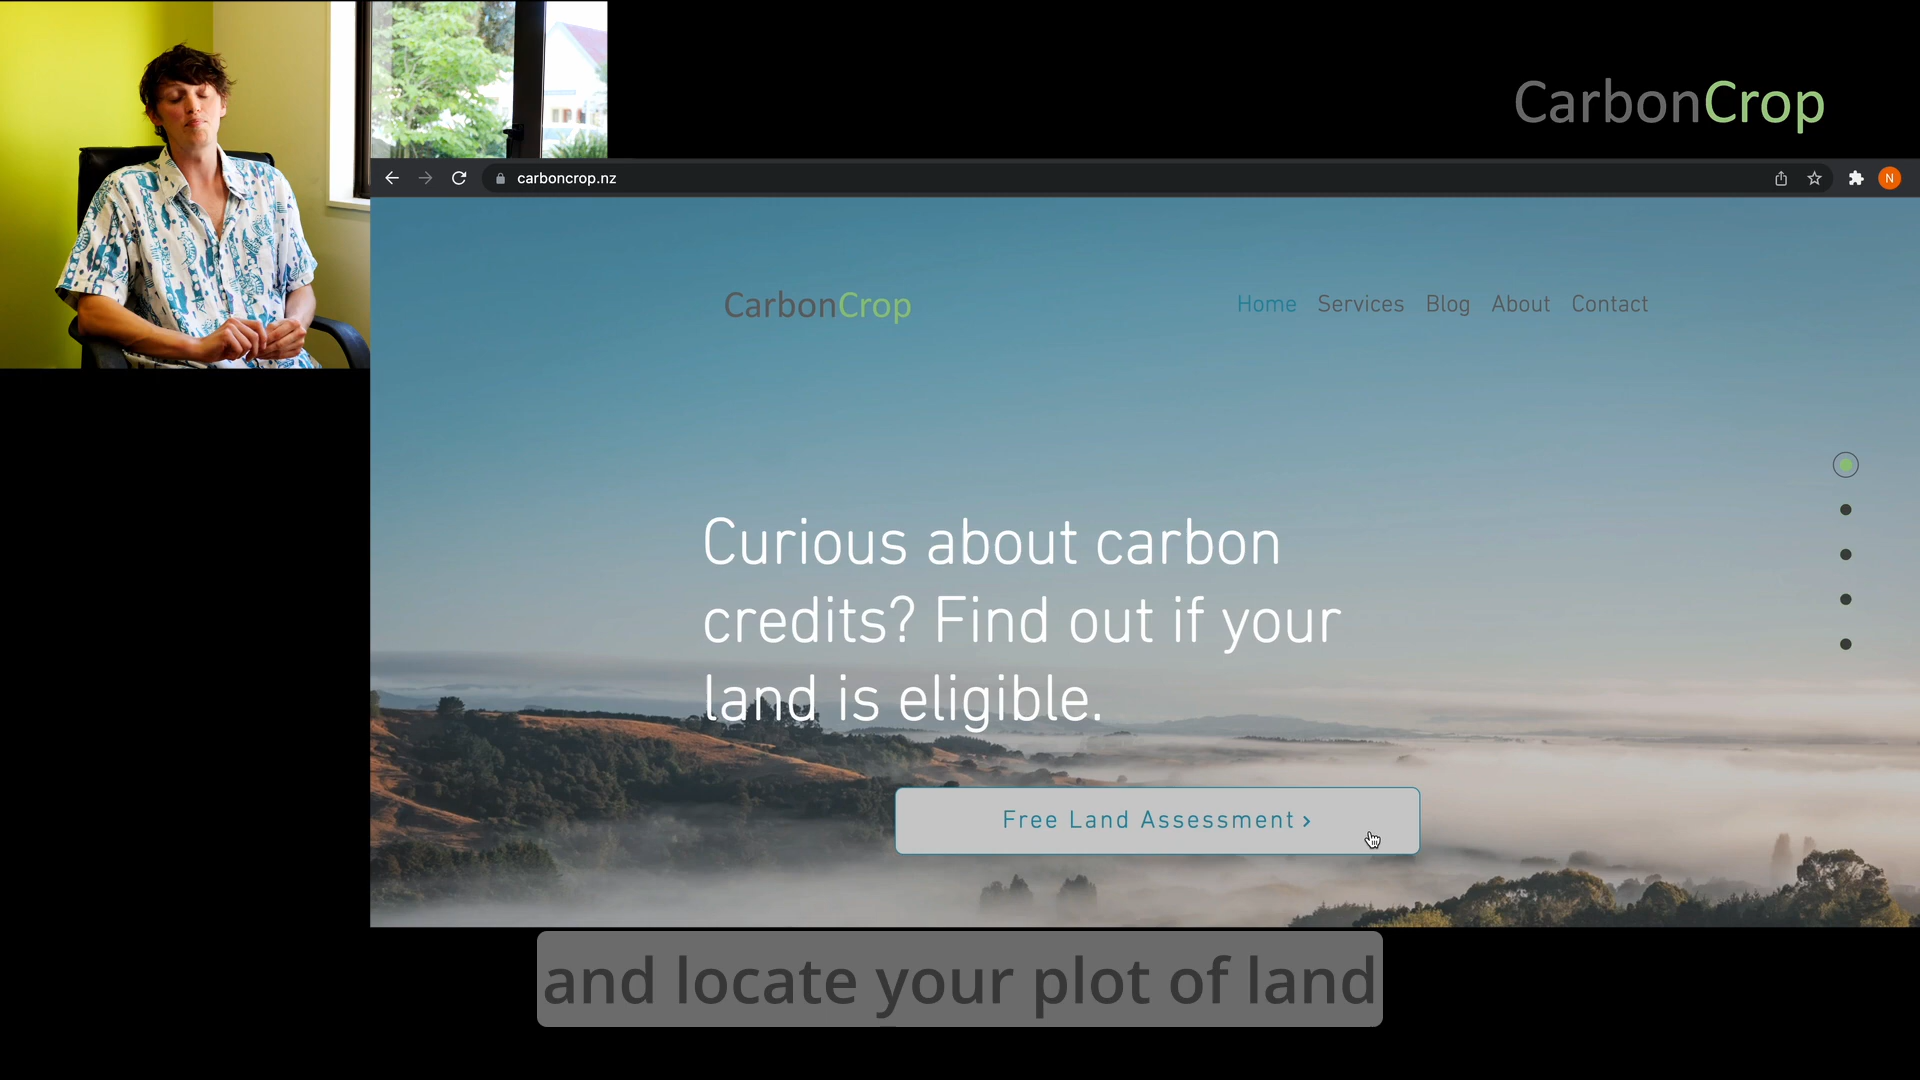 CarbonCrop
carboncrop.nz
N
CarbonCrop
Home Services Blog About Contact
Curious about carbon
credits? Find out if your
land is eligible.
Free Land Assessment ›
and locate your plot of land